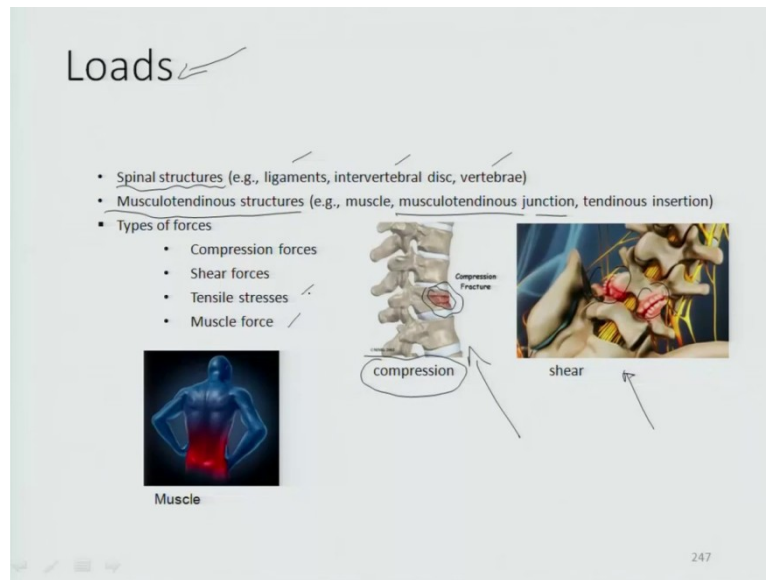 Loads
• Spinal structures (e.g., ligaments, intervertebral disc, vertebrae)
• Musculotendinous structures (e.g., muscle, musculotendinous junction, tendinous insertion)
▪ Types of forces
• Compression forces
• Shear forces
• Tensile stresses
• Muscle force
Compression
Fracture
compression
shear
Muscle
247